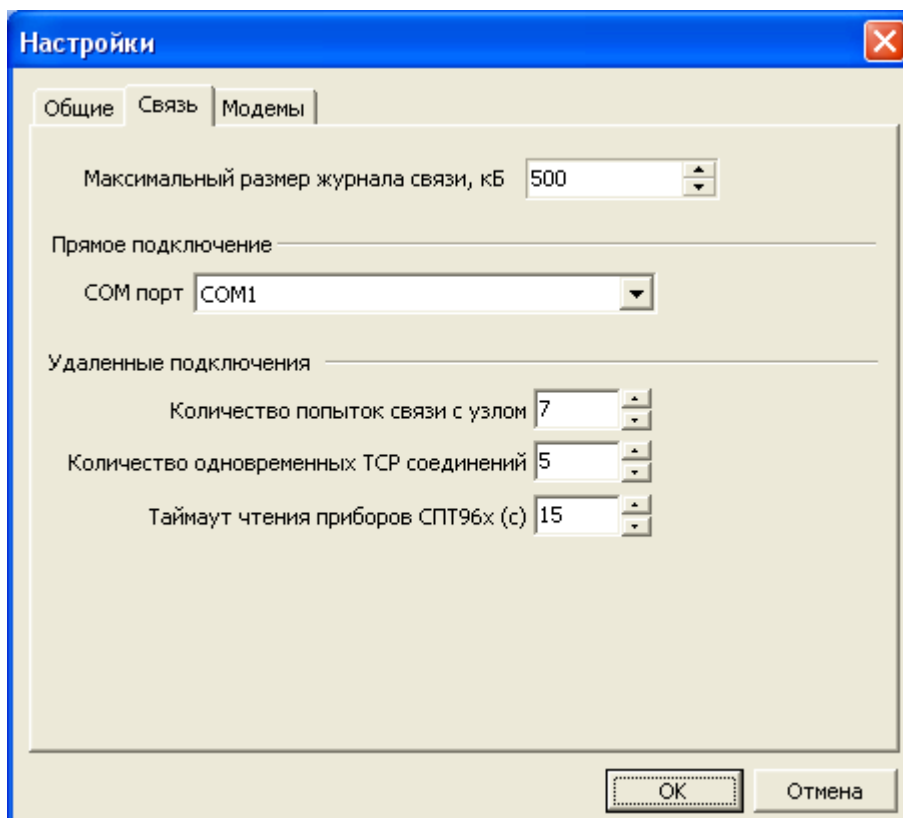 Настройки
Общие Связь Модемы
Максимальный размер журнала связи, кБ 500
Прямое подключение
COM порт COM1
Удаленные подключения
Количество попыток связи с узлом 7
Количество одновременных TCP соединений 5
Таймаут чтения приборов СПТ96x (с) 15
OK Отмена